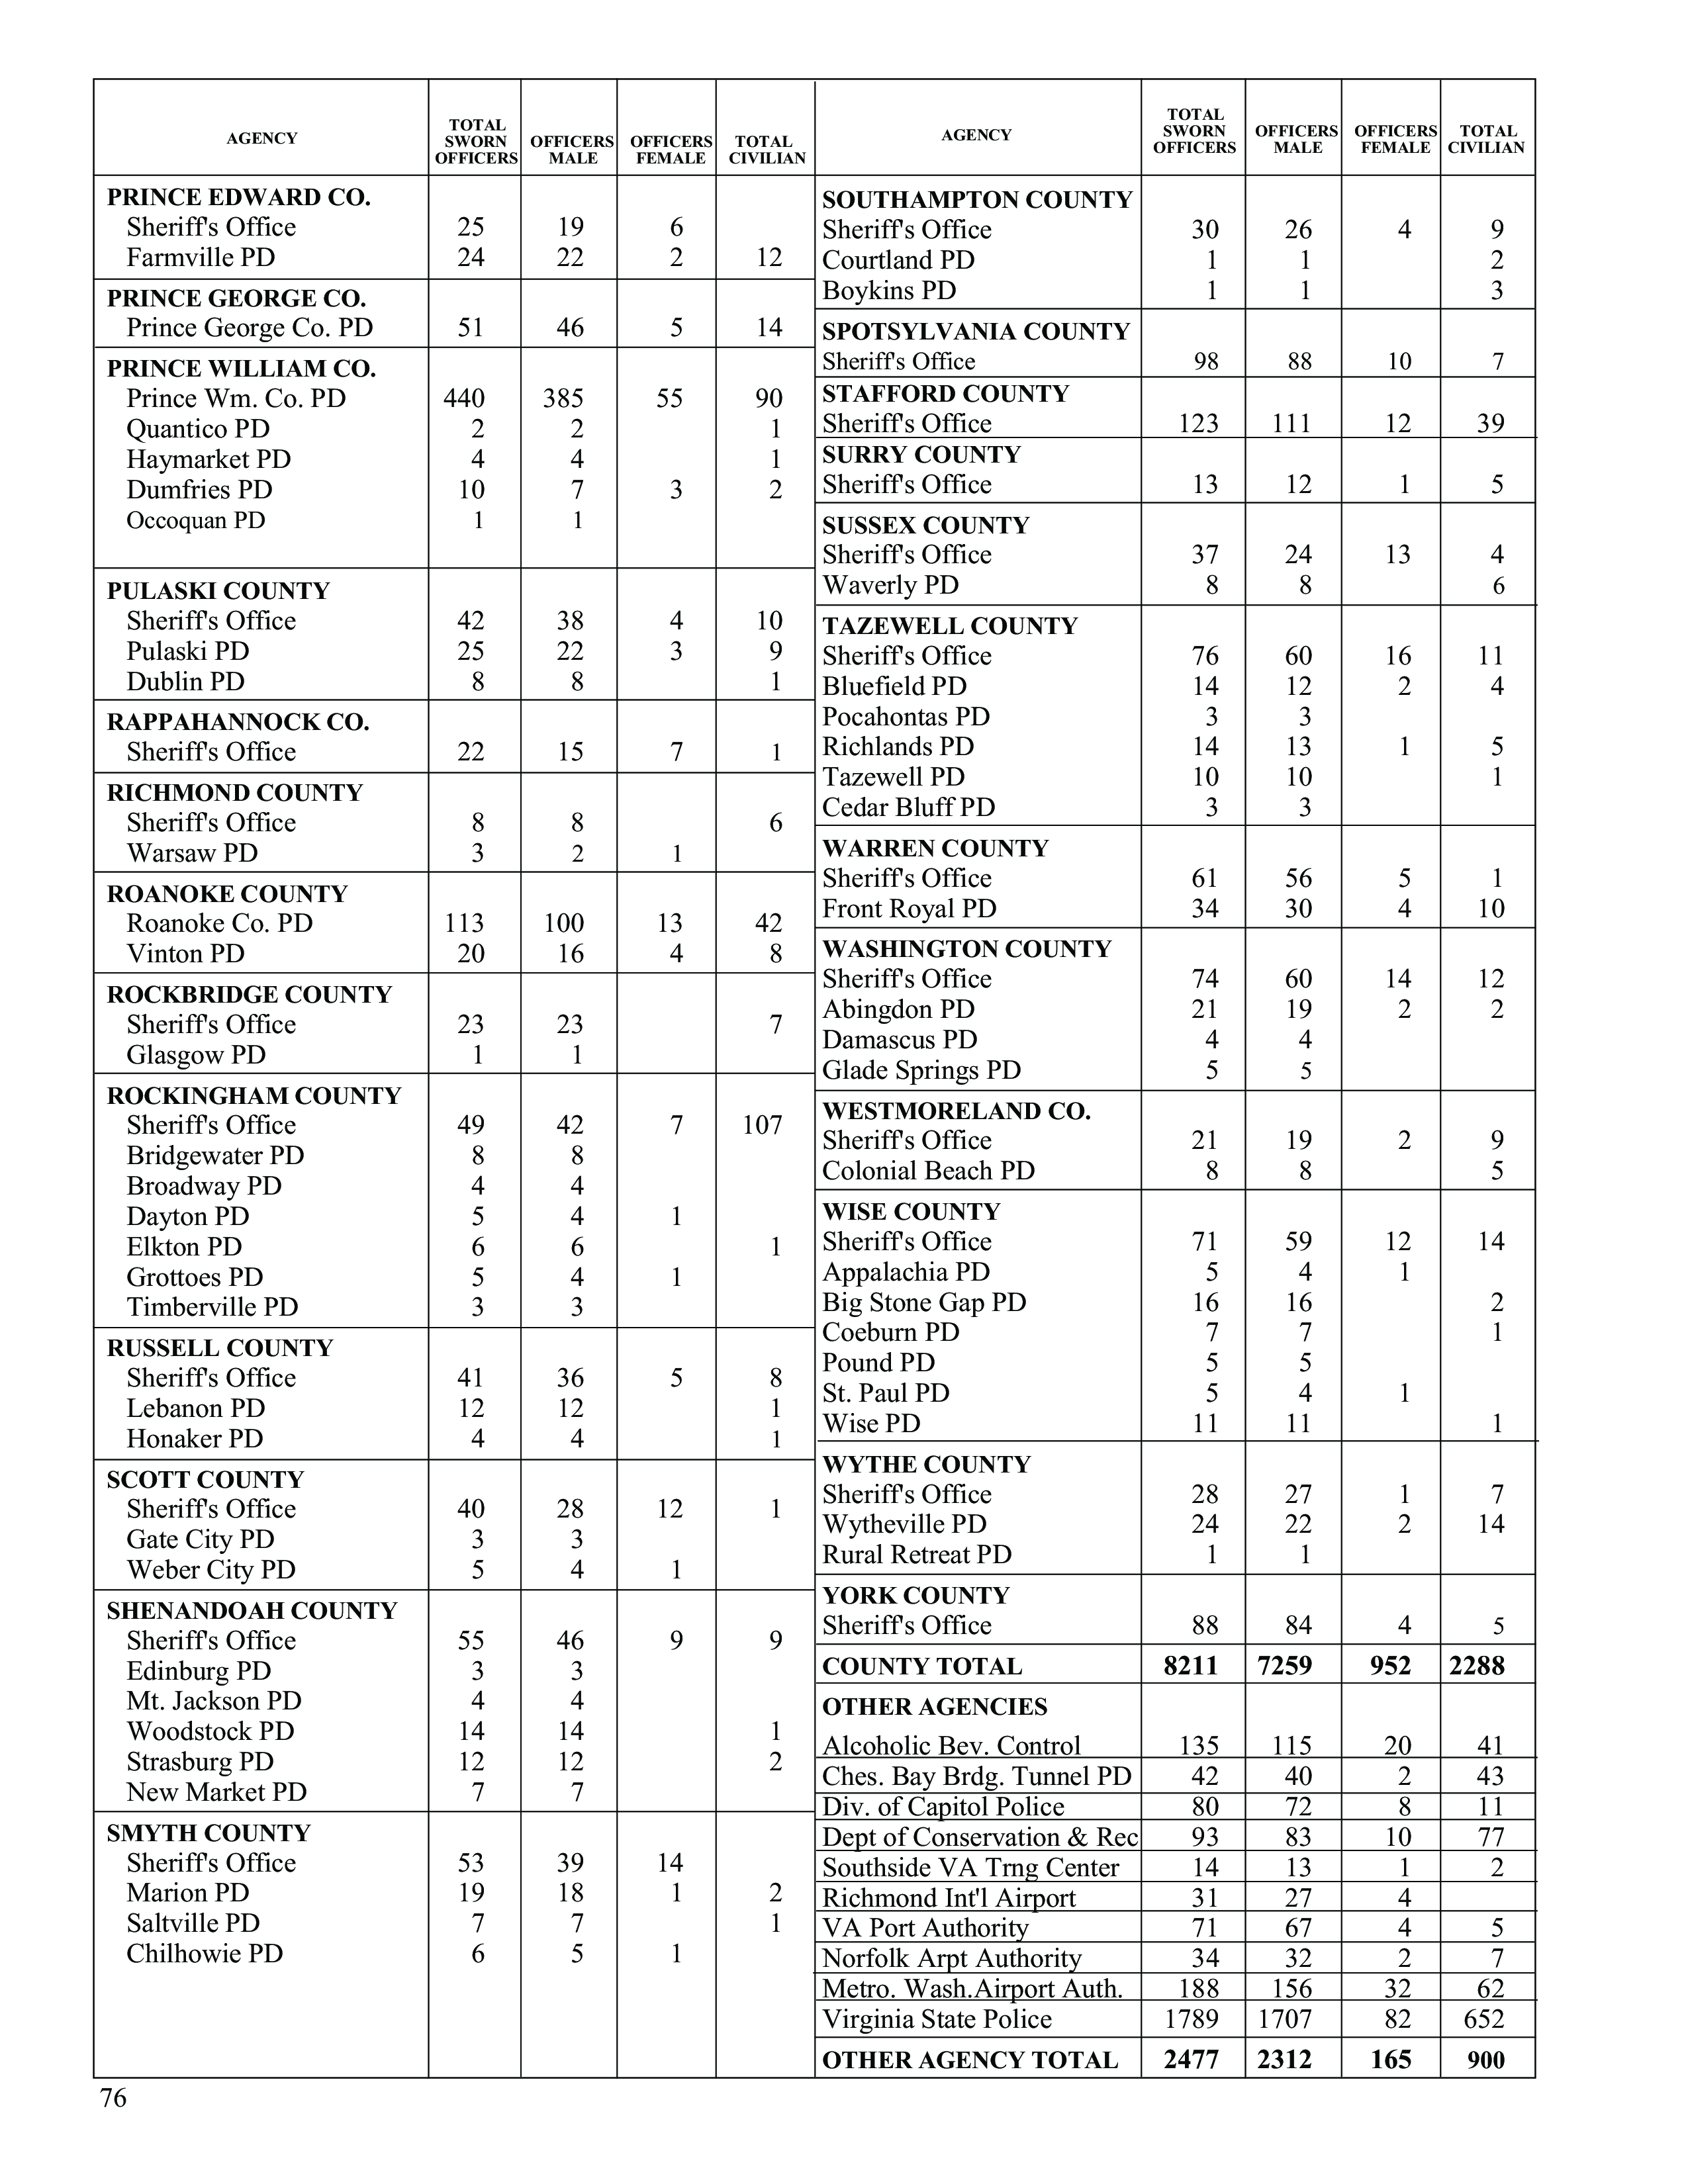 AGENCY TOTAL SWORN OFFICERS OFFICERS MALE OFFICERS FEMALE TOTAL CIVILIAN
PRINCE EDWARD CO.
Sheriff's Office 25 19 6
Farmville PD 24 22 2 12
PRINCE GEORGE CO.
Prince George Co. PD 51 46 5 14
PRINCE WILLIAM CO.
Prince Wm. Co. PD 440 385 55 90
Quantico PD 2 2 1
Haymarket PD 4 4 1
Dumfries PD 10 7 3 2
Occoquan PD 1 1
PULASKI COUNTY
Sheriff's Office 42 38 4 10
Pulaski PD 25 22 3 9
Dublin PD 8 8 1
RAPPAHANNOCK CO.
Sheriff's Office 22 15 7 1
RICHMOND COUNTY
Sheriff's Office 8 8 6
Warsaw PD 3 2 1
ROANOKE COUNTY
Roanoke Co. PD 113 100 13 42
Vinton PD 20 16 4 8
ROCKBRIDGE COUNTY
Sheriff's Office 23 23 7
Glasgow PD 1 1
ROCKINGHAM COUNTY
Sheriff's Office 49 42 7 107
Bridgewater PD 8 8
Broadway PD 4 4
Dayton PD 5 4 1
Elkton PD 6 6 1
Grottoes PD 5 4 1
Timberville PD 3 3
RUSSELL COUNTY
Sheriff's Office 41 36 5 8
Lebanon PD 12 12 1
Honaker PD 4 4 1
SCOTT COUNTY
Sheriff's Office 40 28 12 1
Gate City PD 3 3
Weber City PD 5 4 1
SHENANDOAH COUNTY
Sheriff's Office 55 46 9 9
Edinburg PD 3 3
Mt. Jackson PD 4 4
Woodstock PD 14 14 1
Strasburg PD 12 12 2
New Market PD 7 7
SMYTH COUNTY
Sheriff's Office 53 39 14
Marion PD 19 18 1 2
Saltville PD 7 7 1
Chilhowie PD 6 5 1
AGENCY TOTAL SWORN OFFICERS OFFICERS MALE OFFICERS FEMALE TOTAL CIVILIAN
SOUTHAMPTON COUNTY
Sheriff's Office 30 26 4 9
Courtland PD 1 1 2
Boykins PD 1 1 3
SPOTSYLVANIA COUNTY
Sheriff's Office 98 88 10 7
STAFFORD COUNTY
Sheriff's Office 123 111 12 39
SURRY COUNTY
Sheriff's Office 13 12 1 5
SUSSEX COUNTY
Sheriff's Office 37 24 13 4
Waverly PD 8 8 6
TAZEWELL COUNTY
Sheriff's Office 76 60 16 11
Bluefield PD 14 12 2 4
Pocahontas PD 3 3
Richlands PD 14 13 1 5
Tazewell PD 10 10 1
Cedar Bluff PD 3 3
WARREN COUNTY
Sheriff's Office 61 56 5 1
Front Royal PD 34 30 4 10
WASHINGTON COUNTY
Sheriff's Office 74 60 14 12
Abingdon PD 21 19 2 2
Damascus PD 4 4
Glade Springs PD 5 5
WESTMORELAND CO.
Sheriff's Office 21 19 2 9
Colonial Beach PD 8 8 5
WISE COUNTY
Sheriff's Office 71 59 12 14
Appalachia PD 5 4 1
Big Stone Gap PD 16 16 2
Coeburn PD 7 7 1
Pound PD 5 5
St. Paul PD 5 4 1
Wise PD 11 11 1
WYTHE COUNTY
Sheriff's Office 28 27 1 7
Wytheville PD 24 22 2 14
Rural Retreat PD 1 1
YORK COUNTY
Sheriff's Office 88 84 4 5
COUNTY TOTAL 8211 7259 952 2288
OTHER AGENCIES
Alcoholic Bev. Control 135 115 20 41
Ches. Bay Brdg. Tunnel PD 42 40 2 43
Div. of Capitol Police 80 72 8 11
Dept of Conservation & Rec 93 83 10 77
Southside VA Trng Center 14 13 1 2
Richmond Int'l Airport 31 27 4
VA Port Authority 71 67 4 5
Norfolk Arpt Authority 34 32 2 7
Metro. Wash.Airport Auth. 188 156 32 62
Virginia State Police 1789 1707 82 652
OTHER AGENCY TOTAL 2477 2312 165 900
76